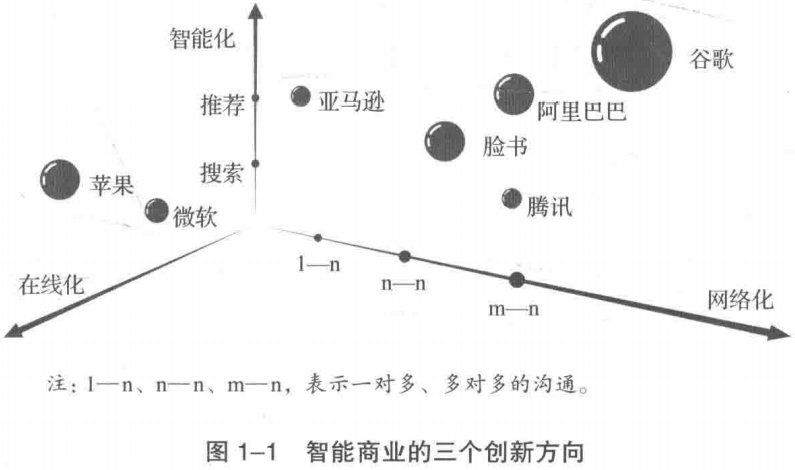 智能化
谷歌
推荐
亚马逊
阿里巴巴
脸书
搜索
苹果
腾讯
微软
1—n
在线化
n—n
网络化
m—n
注：1—n、n—n、m—n，表示一对多、多对多的沟通。
图 1–1 智能商业的三个创新方向